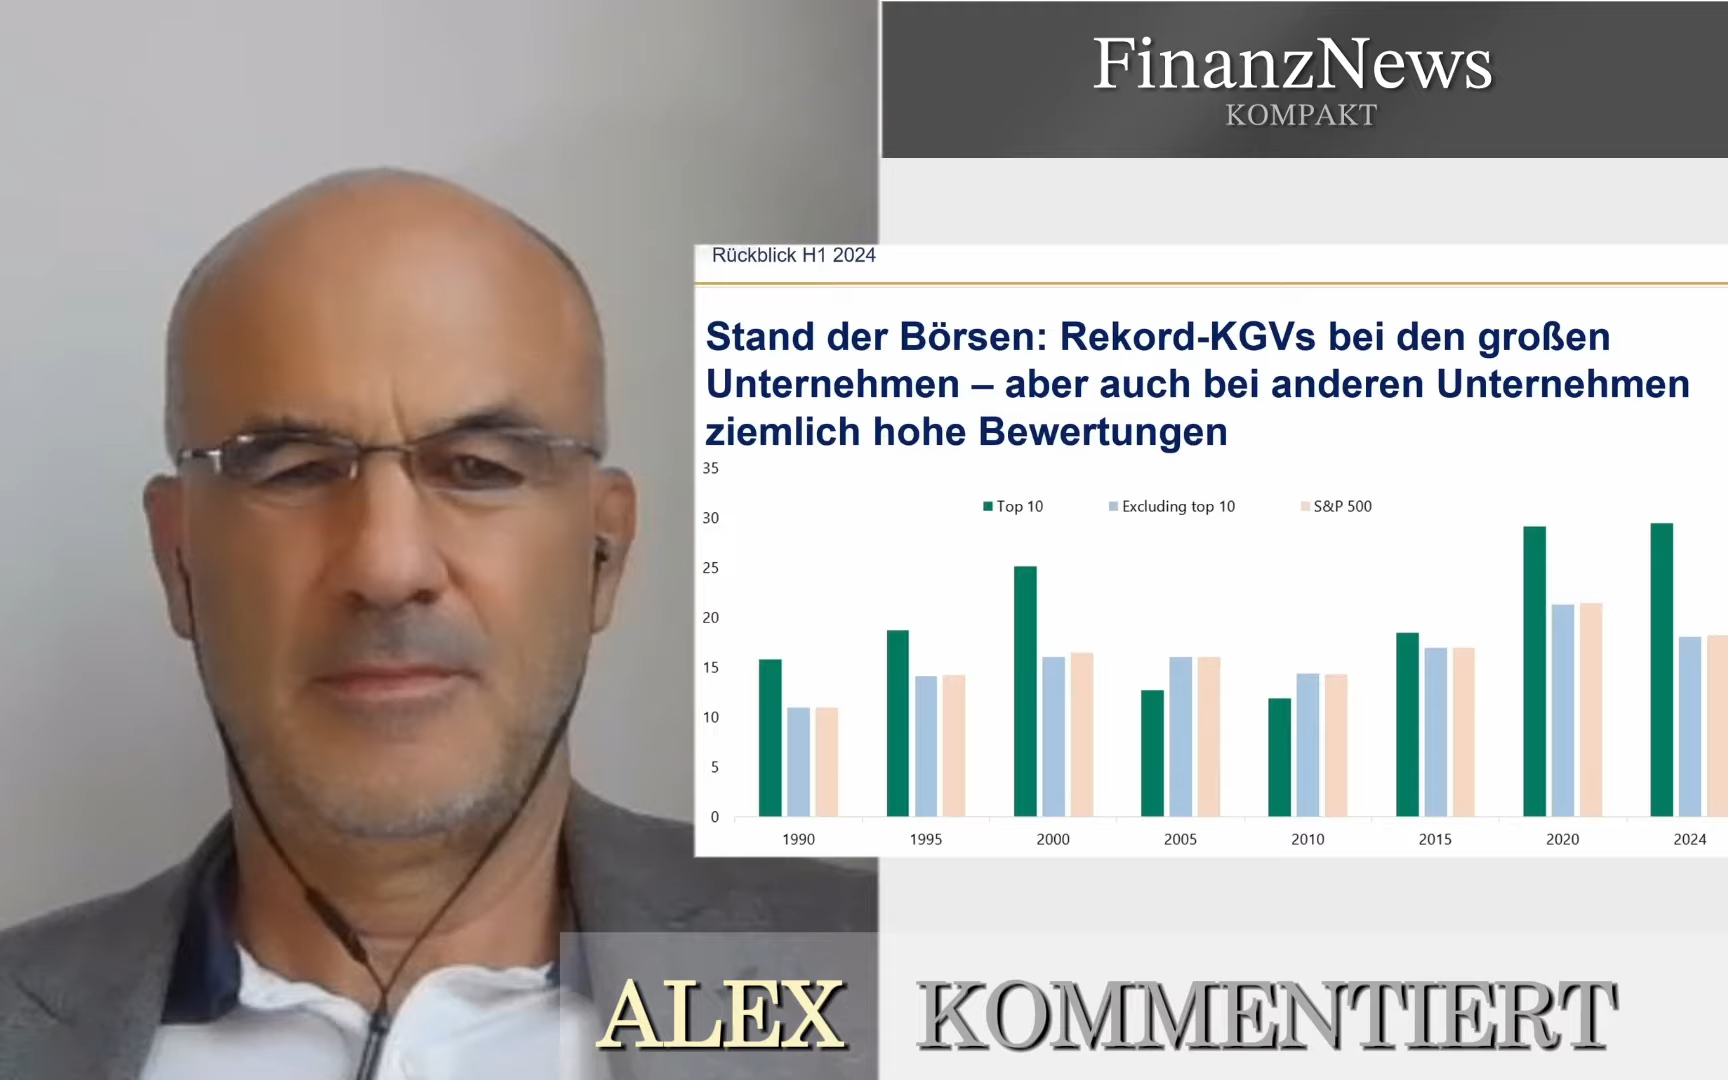 FinanzNews
KOMPAKT
Rückblick H1 2024
Stand der Börsen: Rekord-KGVs bei den großen
Unternehmen – aber auch bei anderen Unternehmen
ziemlich hohe Bewertungen
35
Top 10 Excluding top 10 S&P 500
30
25
20
15
10
5
0
1990 1995 2000 2005 2010 2015 2020 2024
ALEX KOMMENTIERT